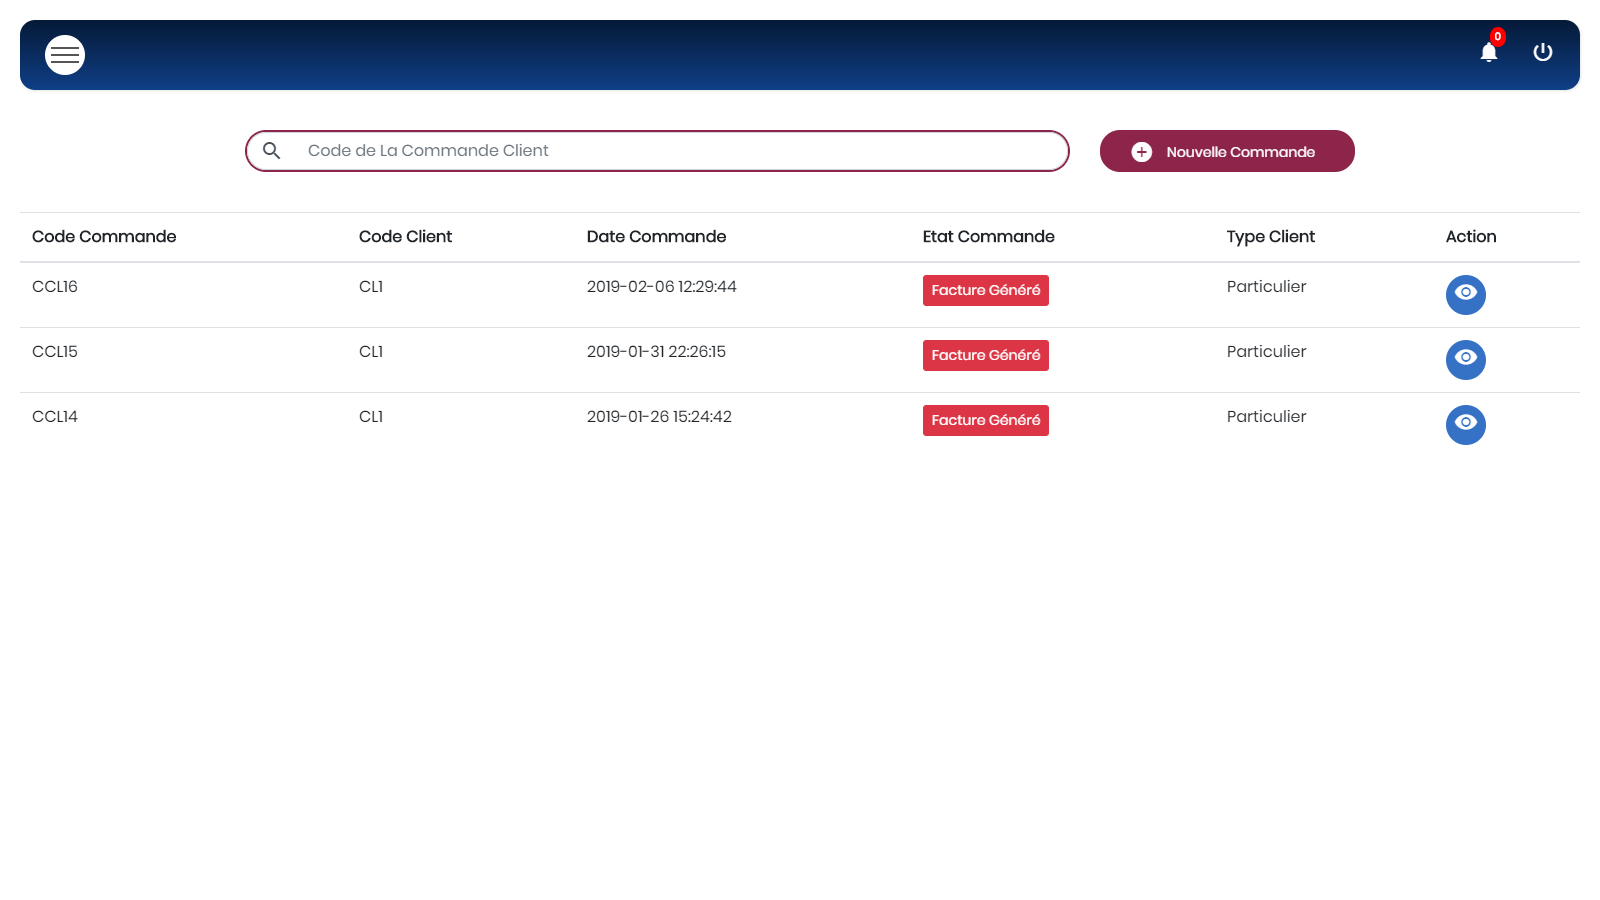 0
Code de La Commande Client
Nouvelle Commande
Code Commande Code Client Date Commande Etat Commande Type Client Action
CCL16 CL1 2019-02-06 12:29:44 Facture Généré Particulier
CCL15 CL1 2019-01-31 22:26:15 Facture Généré Particulier
CCL14 CL1 2019-01-26 15:24:42 Facture Généré Particulier